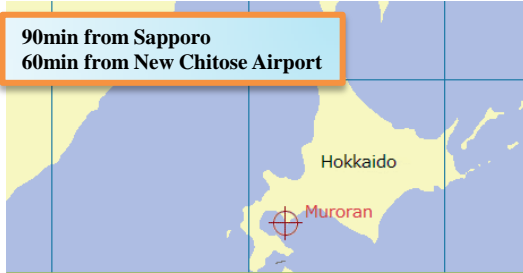 90min from Sapporo
60min from New Chitose Airport
Hokkaido
Muroran